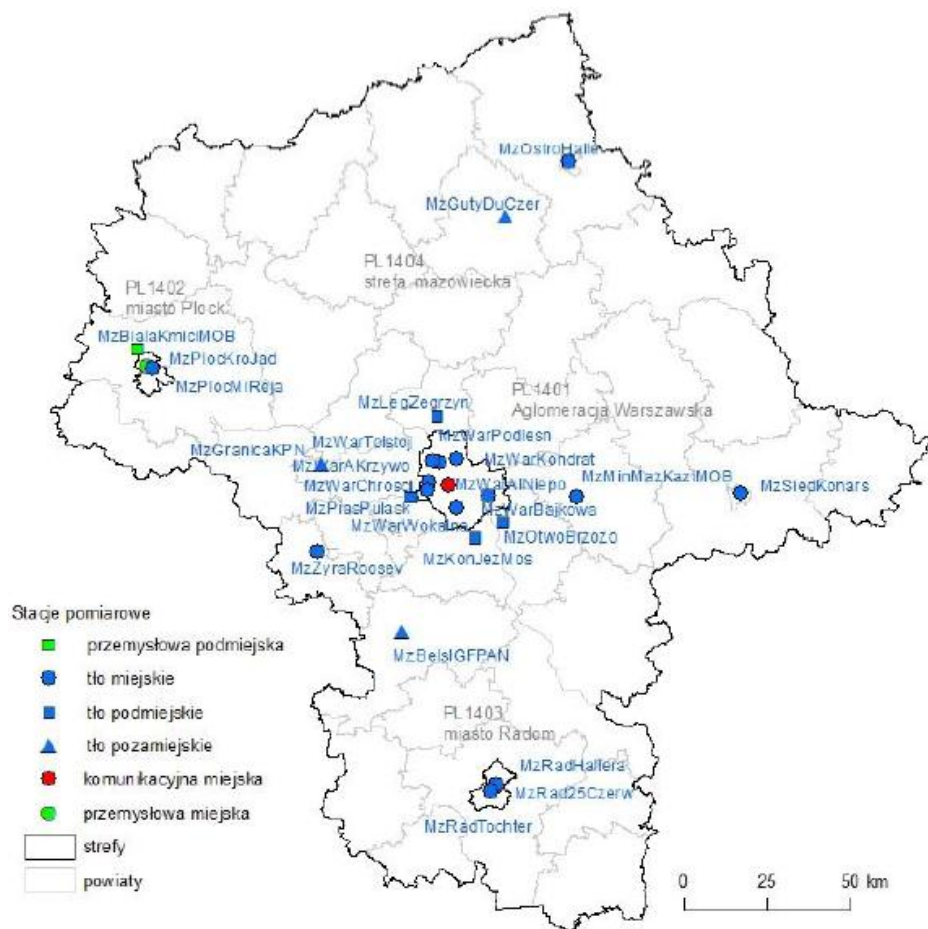 MzOstroHalle
MzGutyDuCzer
PL1404
strefa mazowiecka
PL1402
miasto Płock
MzBialaKmiciMOB
MzPlocKroJad
MzPlocMiReja
MzLegZegrzyn
PL1401
Aglomeracja Warszawska
MzWarTolstoj
MzWarPodlesn
MzGranicaKPN
MzWarAKrzywo
MzWarKondrat
MzWarChrosci
MzWarAlNiepo
MzMinMazKaziMOB
MzSiedKonars
MzPiasPulask
MzWarBajkowa
MzWarWokalna
MzOtwoBrzozo
MzKonJezMos
MzZyraRoosev
Stacje pomiarowe
przemysłowa podmiejska
tło miejskie
tło podmiejskie
tło pozamiejskie
komunikacyjna miejska
przemysłowa miejska
strefy
powiaty
MzBelsIGFPAN
PL1403
miasto Radom
MzRadHallera
MzRad25Czerw
MzRadTochter
0 25 50 km